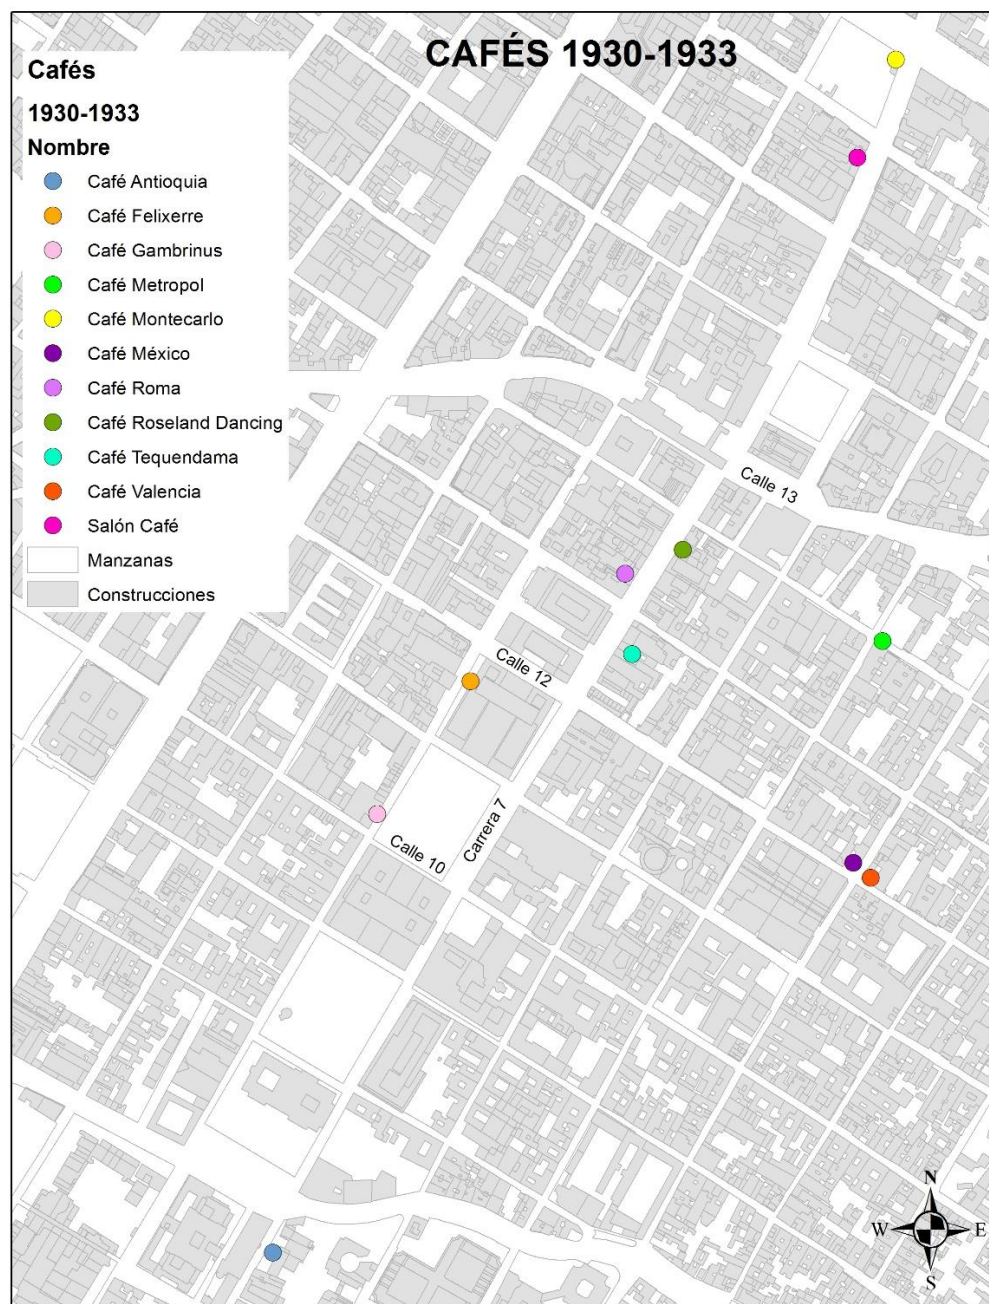 CAFÉS 1930-1933
Cafés
1930-1933
Nombre
Café Antioquia
Café Felixerre
Café Gambrinus
Café Metropol
Café Montecarlo
Café México
Café Roma
Café Roseland Dancing
Café Tequendama
Café Valencia
Salón Café
Manzanas
Construcciones
Calle 13
Calle 12
Carrera 7
Calle 10
N
W
E
S